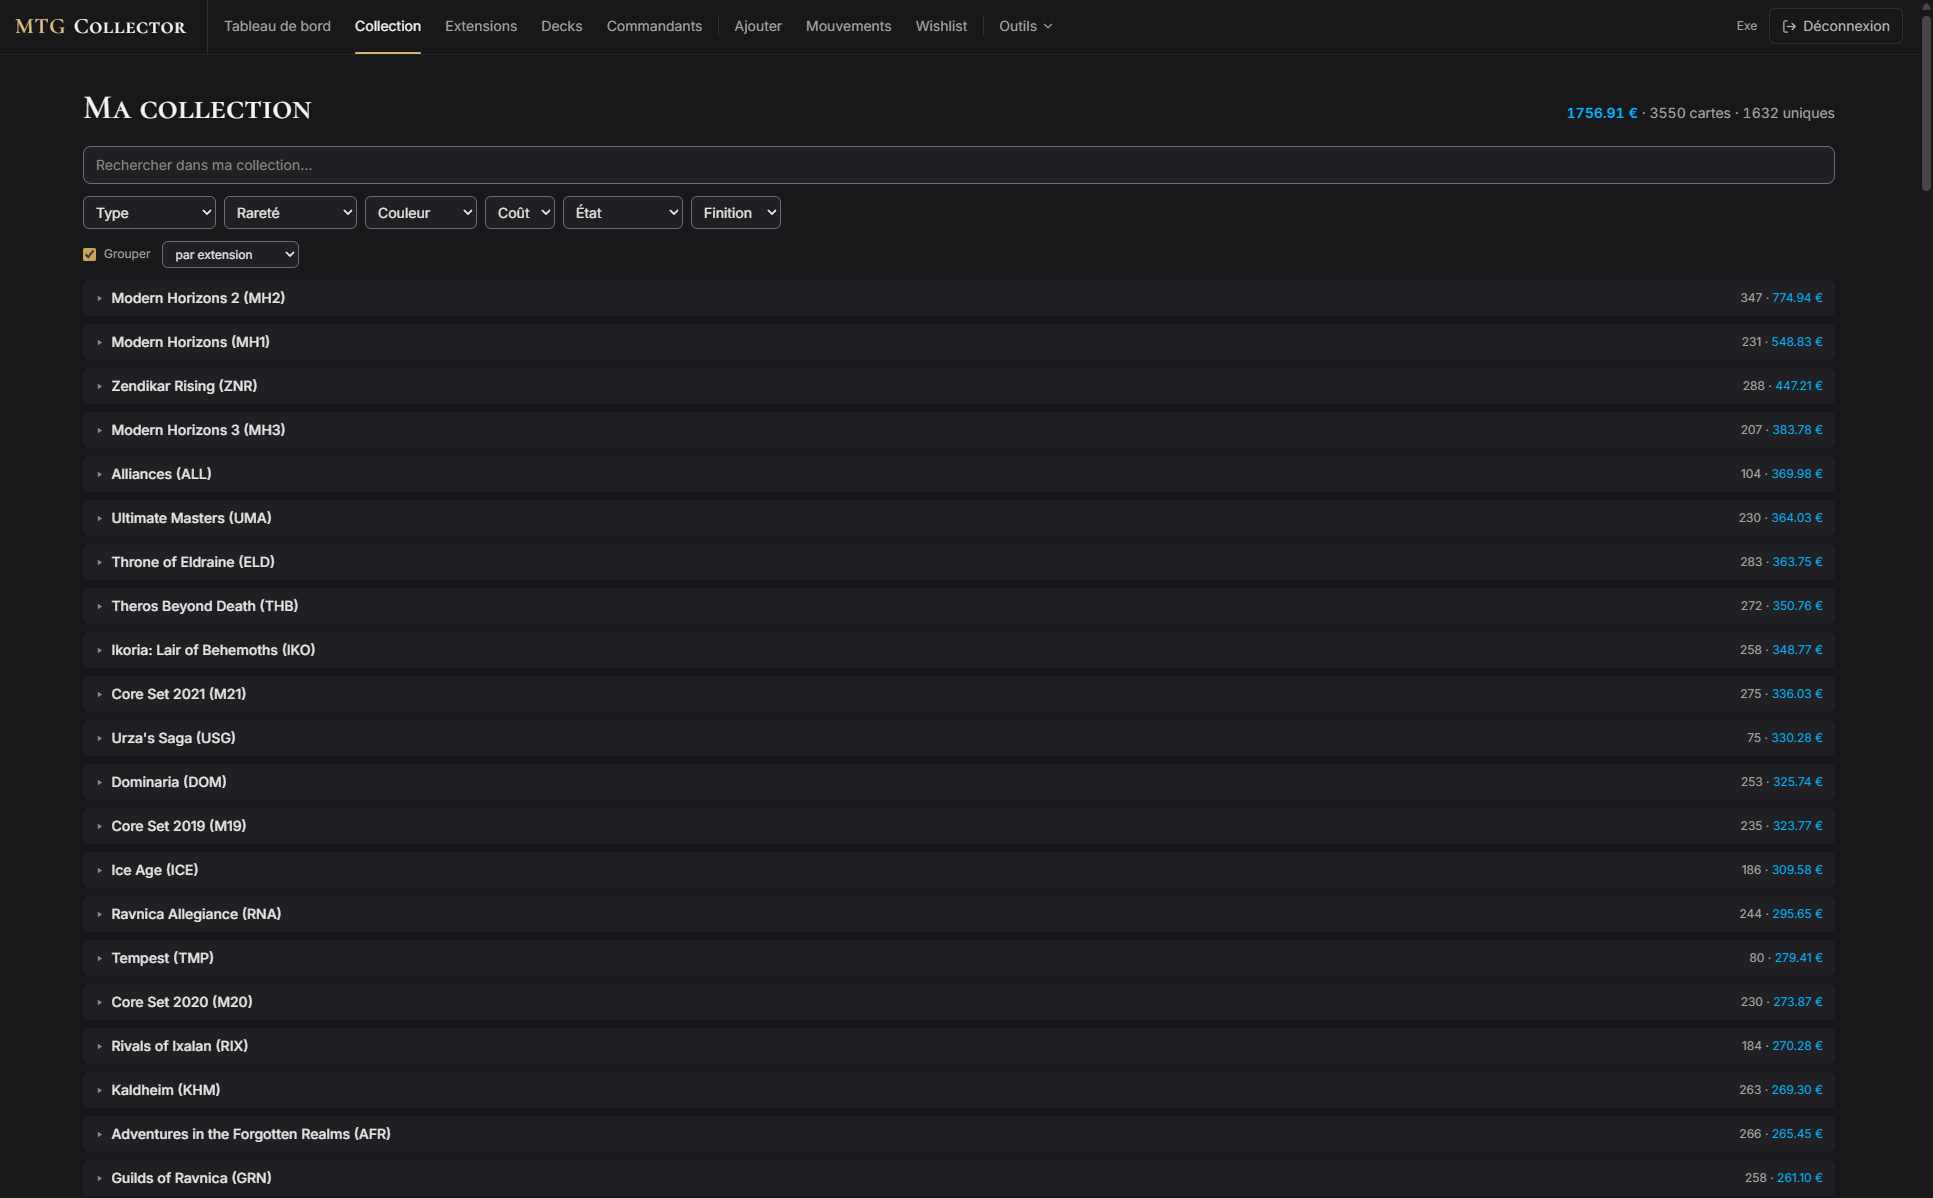 MTG Collector Tableau de bord Collection Extensions Decks Commandants Ajouter Mouvements Wishlist Outils Exe Déconnexion
Ma collection
1756.91 € · 3550 cartes · 1632 uniques
Rechercher dans ma collection...
Type Rareté Couleur Coût État Finition
Grouper par extension
Modern Horizons 2 (MH2) 347 · 774.94 €
Modern Horizons (MH1) 231 · 548.83 €
Zendikar Rising (ZNR) 288 · 447.21 €
Modern Horizons 3 (MH3) 207 · 383.78 €
Alliances (ALL) 104 · 369.98 €
Ultimate Masters (UMA) 230 · 364.03 €
Throne of Eldraine (ELD) 283 · 363.75 €
Theros Beyond Death (THB) 272 · 350.76 €
Ikoria: Lair of Behemoths (IKO) 258 · 348.77 €
Core Set 2021 (M21) 275 · 336.03 €
Urza's Saga (USG) 75 · 330.28 €
Dominaria (DOM) 253 · 325.74 €
Core Set 2019 (M19) 235 · 323.77 €
Ice Age (ICE) 186 · 309.58 €
Ravnica Allegiance (RNA) 244 · 295.65 €
Tempest (TMP) 80 · 279.41 €
Core Set 2020 (M20) 230 · 273.87 €
Rivals of Ixalan (RIX) 184 · 270.28 €
Kaldheim (KHM) 263 · 269.30 €
Adventures in the Forgotten Realms (AFR) 266 · 265.45 €
Guilds of Ravnica (GRN) 258 · 261.10 €